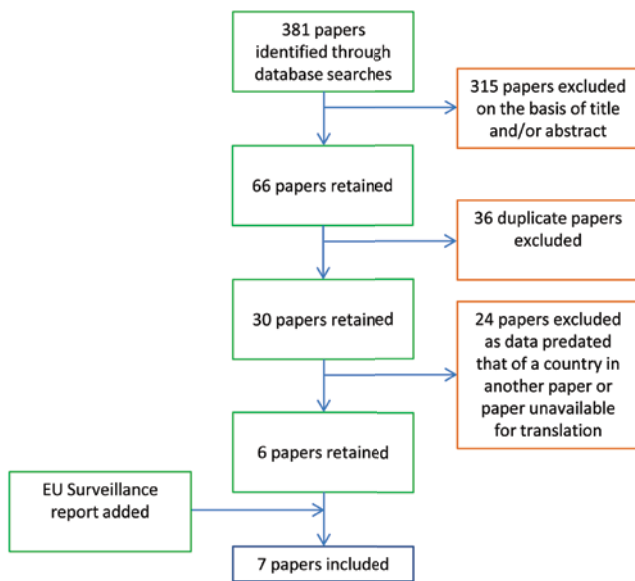 381 papers
identified through
database searches
315 papers excluded
on the basis of title
and/or abstract
66 papers retained
36 duplicate papers
excluded
30 papers retained
24 papers excluded
as data predated
that of a country in
another paper or
paper unavailable
for translation
6 papers retained
EU Surveillance
report added
7 papers included